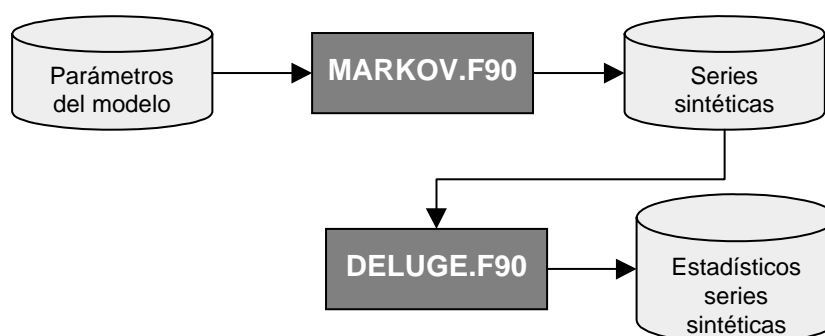 Parámetros
del modelo
MARKOV.F90
Series
sintéticas
DELUGE.F90
Estadísticos
series
sintéticas